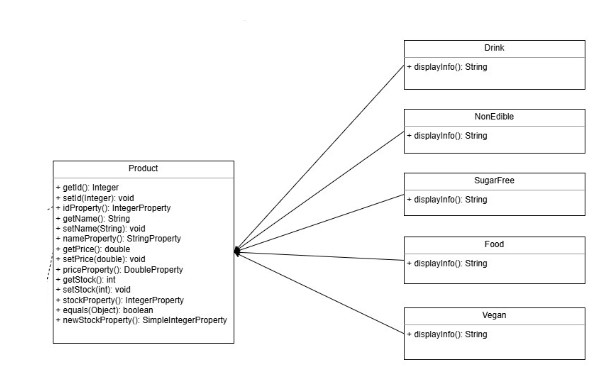 Drink
+ displayInfo(): String
NonEdible
+ displayInfo(): String
SugarFree
+ displayInfo(): String
Food
+ displayInfo(): String
Vegan
+ displayInfo(): String
Product
+ getId(): Integer
+ setId(Integer): void
+ idProperty(): IntegerProperty
+ getName(): String
+ setName(String): void
+ nameProperty(): StringProperty
+ getPrice(): double
+ setPrice(double): void
+ priceProperty(): DoubleProperty
+ getStock(): int
+ setStock(int): void
+ stockProperty(): IntegerProperty
+ equals(Object): boolean
+ newStockProperty(): SimpleIntegerProperty